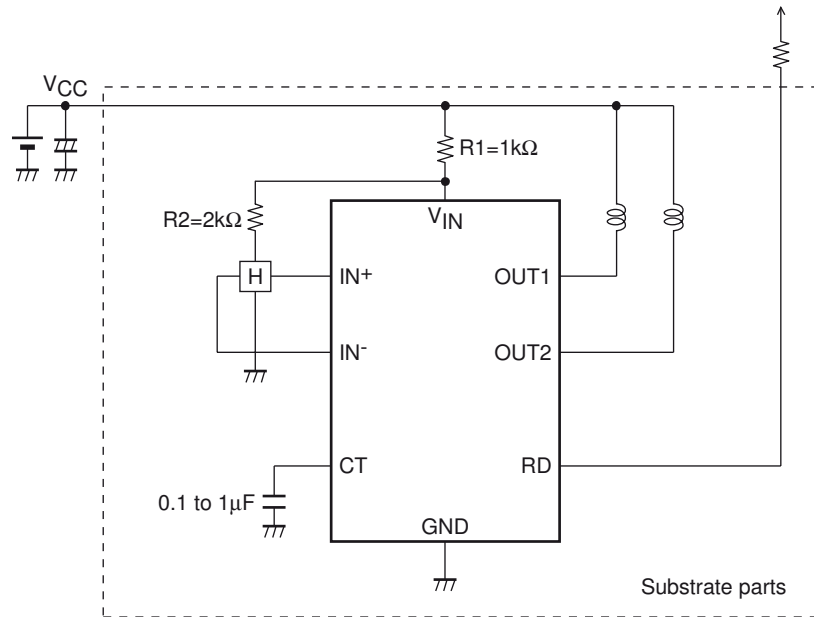 VCC
R1=1kΩ
R2=2kΩ
VIN
H
IN+
OUT1
IN-
OUT2
CT
RD
0.1 to 1μF
GND
Substrate parts